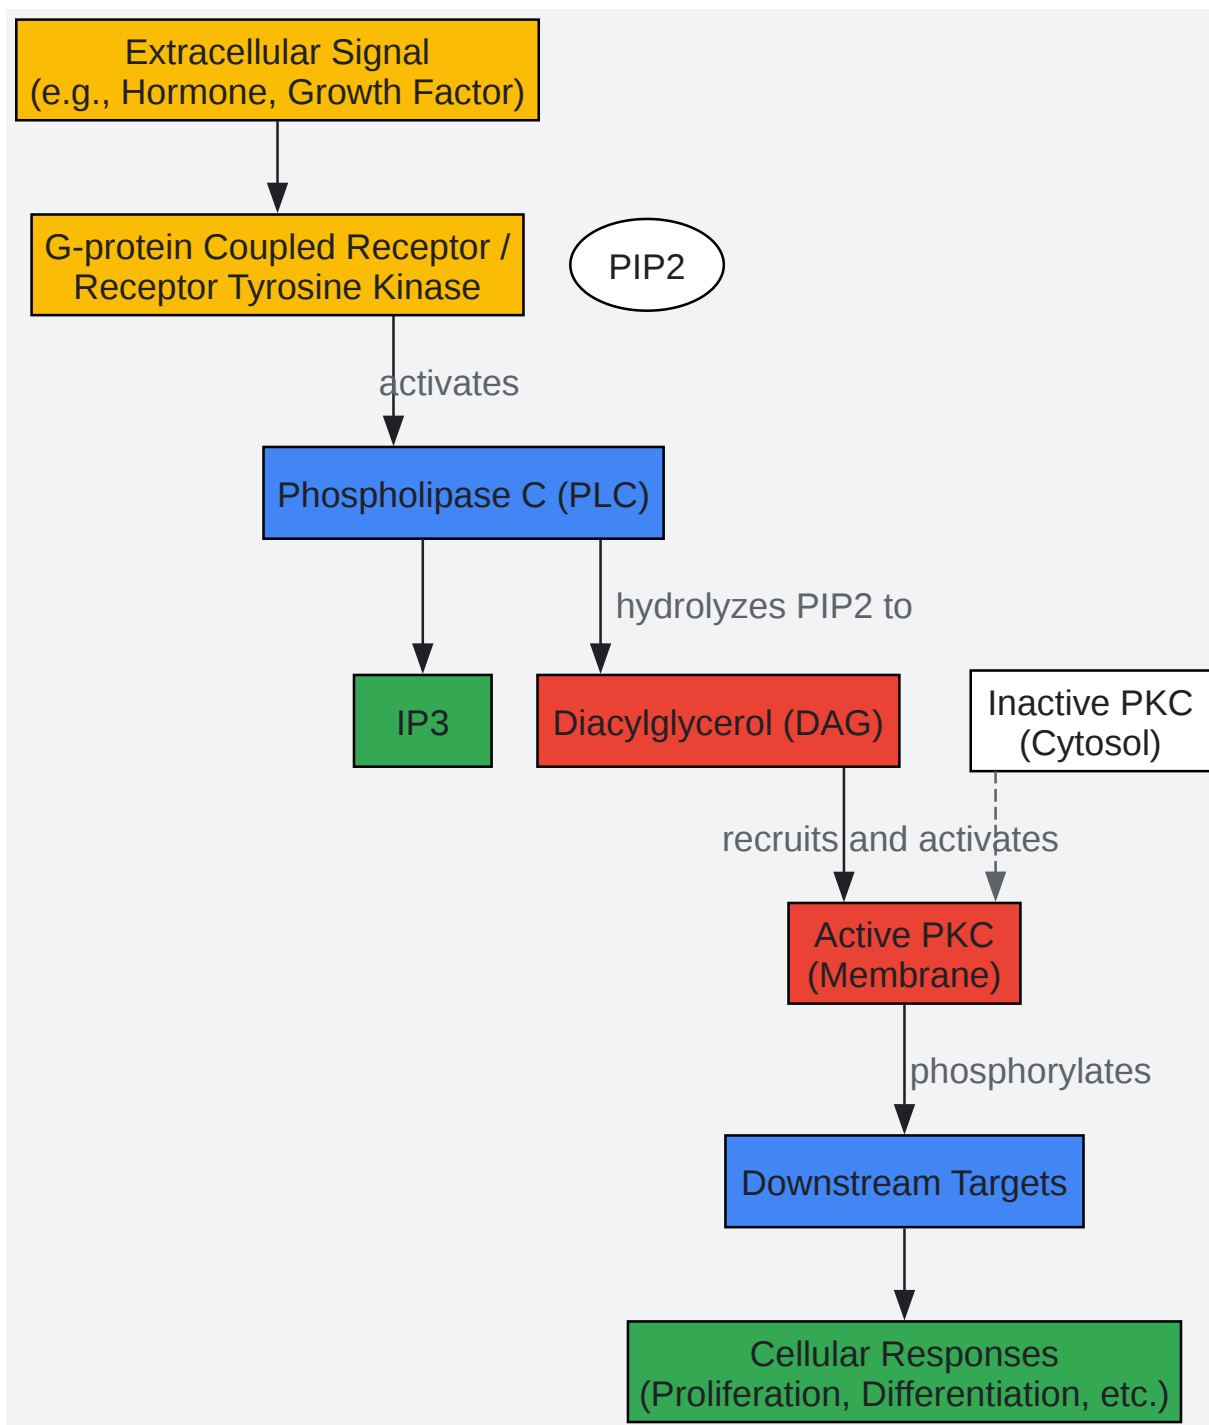 Extracellular Signal
(e.g., Hormone, Growth Factor)
G-protein Coupled Receptor /
Receptor Tyrosine Kinase
PIP2
activates
Phospholipase C (PLC)
hydrolyzes PIP2 to
IP3
Diacylglycerol (DAG)
Inactive PKC
(Cytosol)
recruits and activates
Active PKC
(Membrane)
phosphorylates
Downstream Targets
Cellular Responses
(Proliferation, Differentiation, etc.)